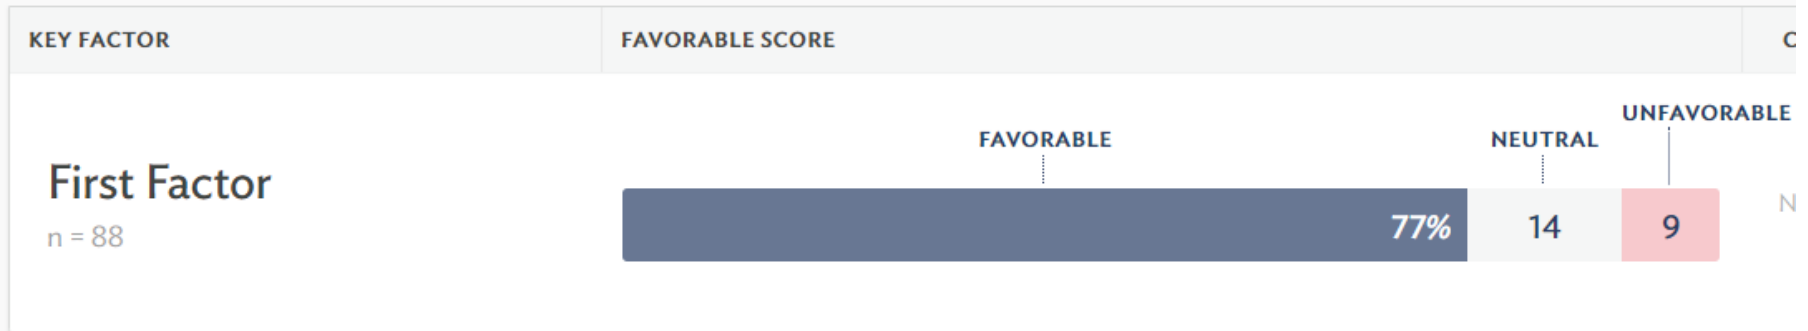 KEY FACTOR
FAVORABLE SCORE
UNFAVORABLE
FAVORABLE
NEUTRAL
First Factor
n = 88
77%
14
9